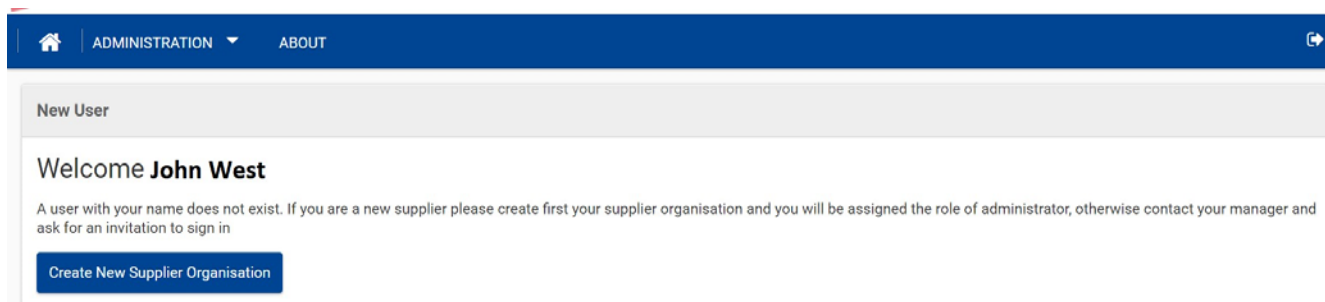 ADMINISTRATION ABOUT
New User
Welcome John West
A user with your name does not exist. If you are a new supplier please create first your supplier organisation and you will be assigned the role of administrator, otherwise contact your manager and
ask for an invitation to sign in
Create New Supplier Organisation